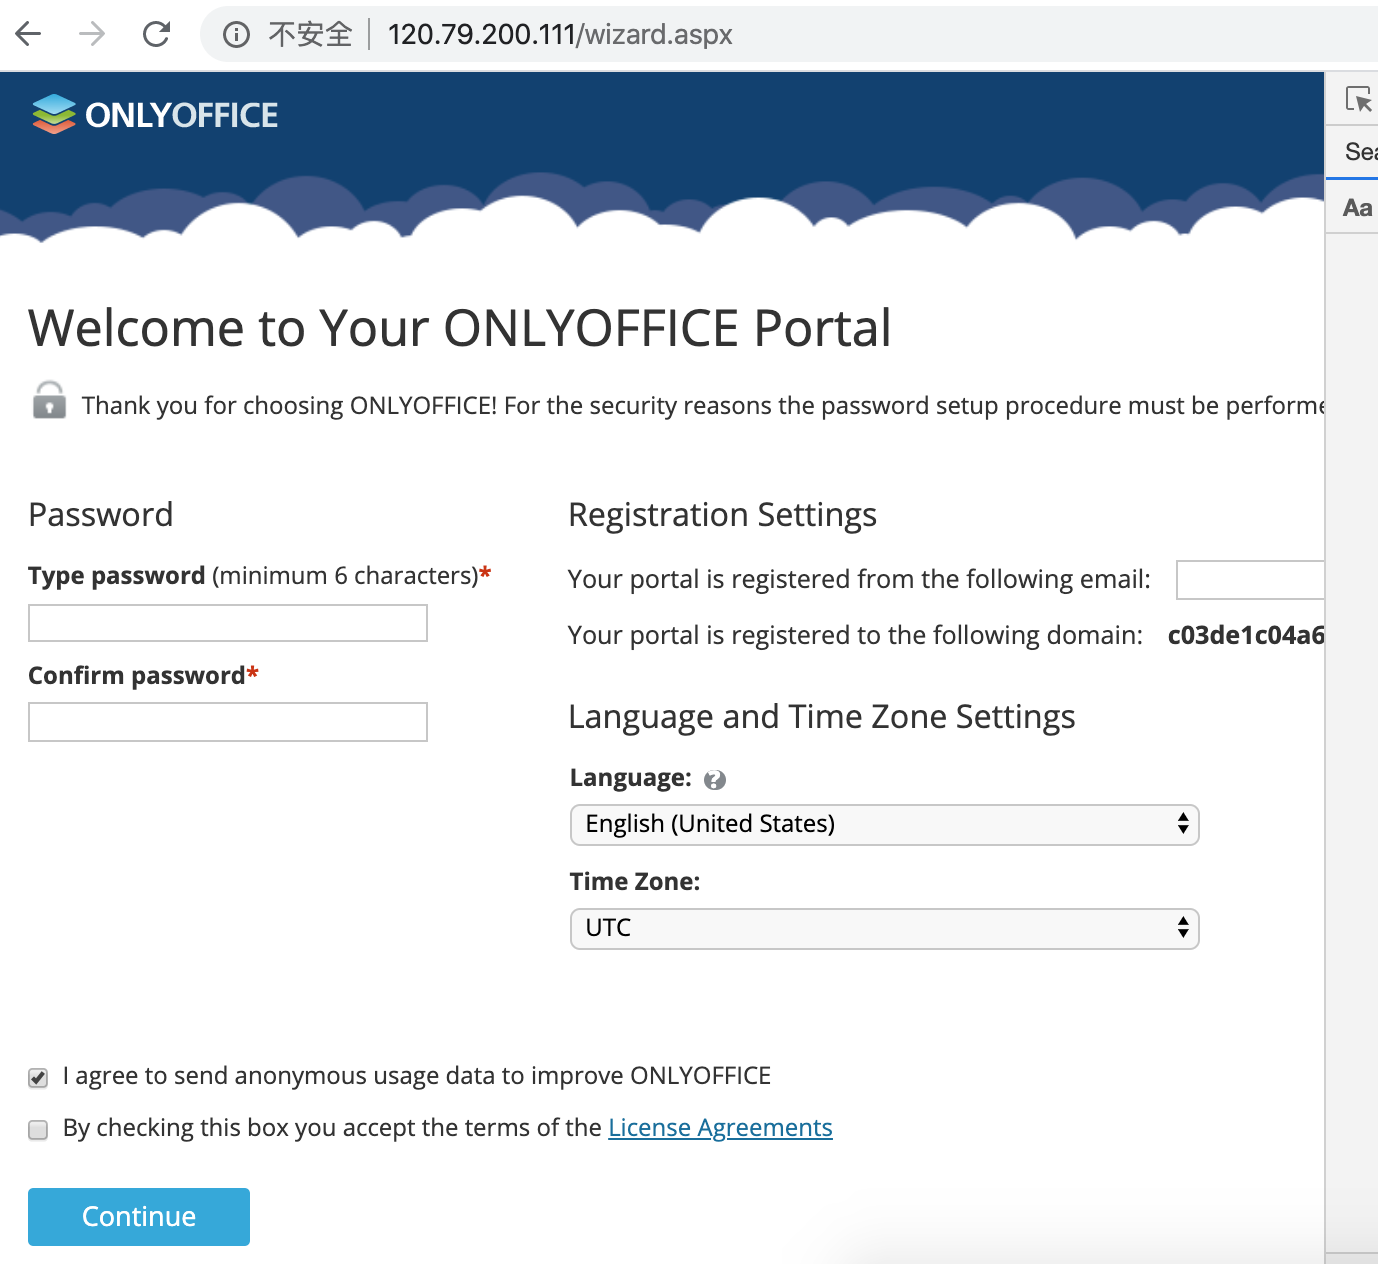 不安全 120.79.200.111/wizard.aspx
ONLYOFFICE
Sea
Aa
Welcome to Your ONLYOFFICE Portal
Thank you for choosing ONLYOFFICE! For the security reasons the password setup procedure must be performe
Password
Type password (minimum 6 characters)*
Confirm password*
Registration Settings
Your portal is registered from the following email:
Your portal is registered to the following domain: c03de1c04a6
Language and Time Zone Settings
Language:
English (United States)
Time Zone:
UTC
I agree to send anonymous usage data to improve ONLYOFFICE
By checking this box you accept the terms of the License Agreements
Continue